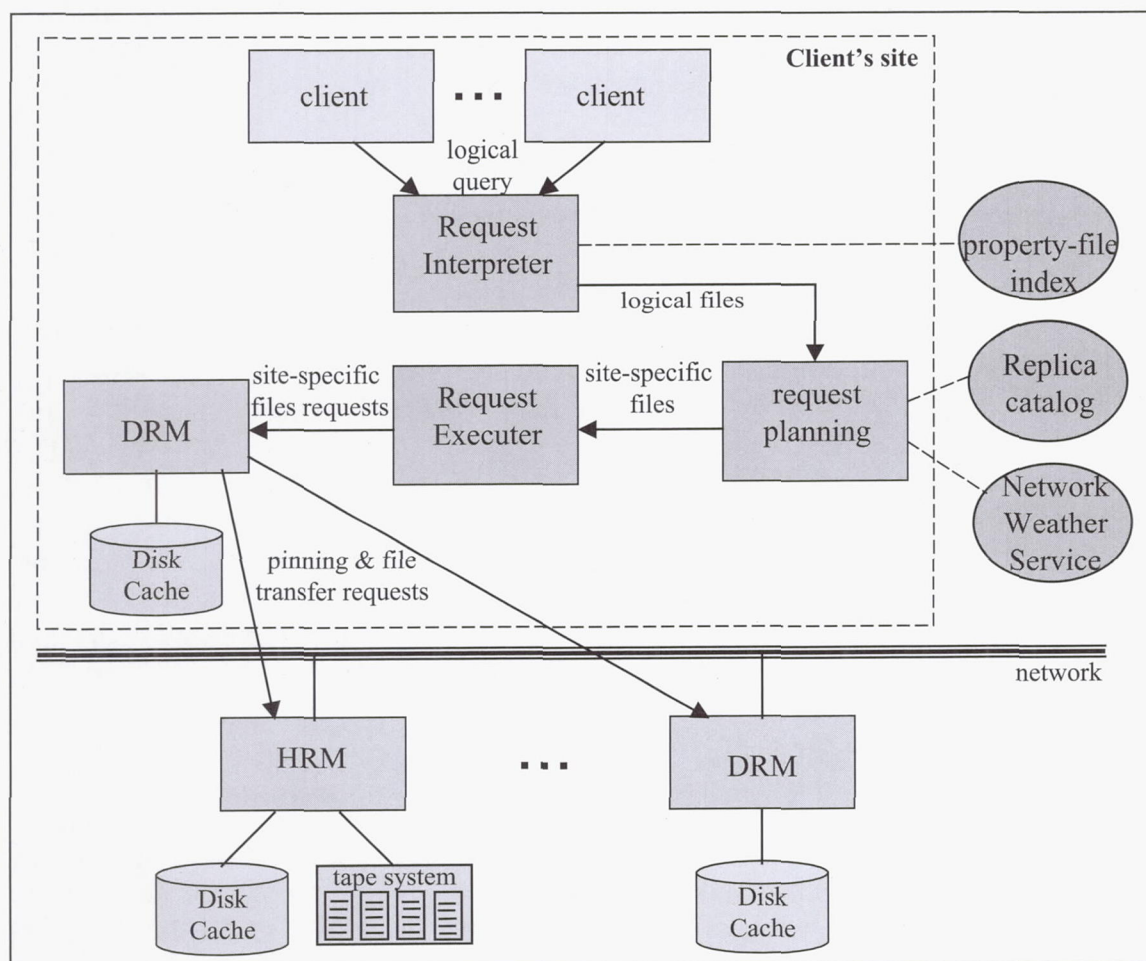 Client's site
client
▪ ▪ ▪
client
logical
query
Request
Interpreter
property-file
index
logical files
Replica
catalog
site-specific
files requests
Request
Executer
site-specific
files
request
planning
DRM
Network
Weather
Service
Disk
Cache
pinning & file
transfer requests
network
HRM
▪ ▪ ▪
DRM
Disk
Cache
tape system
Disk
Cache